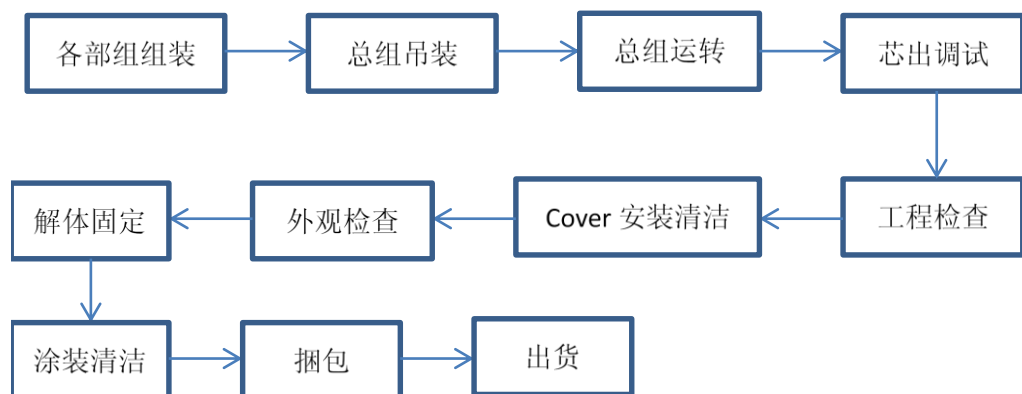 各部组组装
总组吊装
总组运转
芯出调试
工程检查
Cover 安装清洁
外观检查
解体固定
涂装清洁
捆包
出货